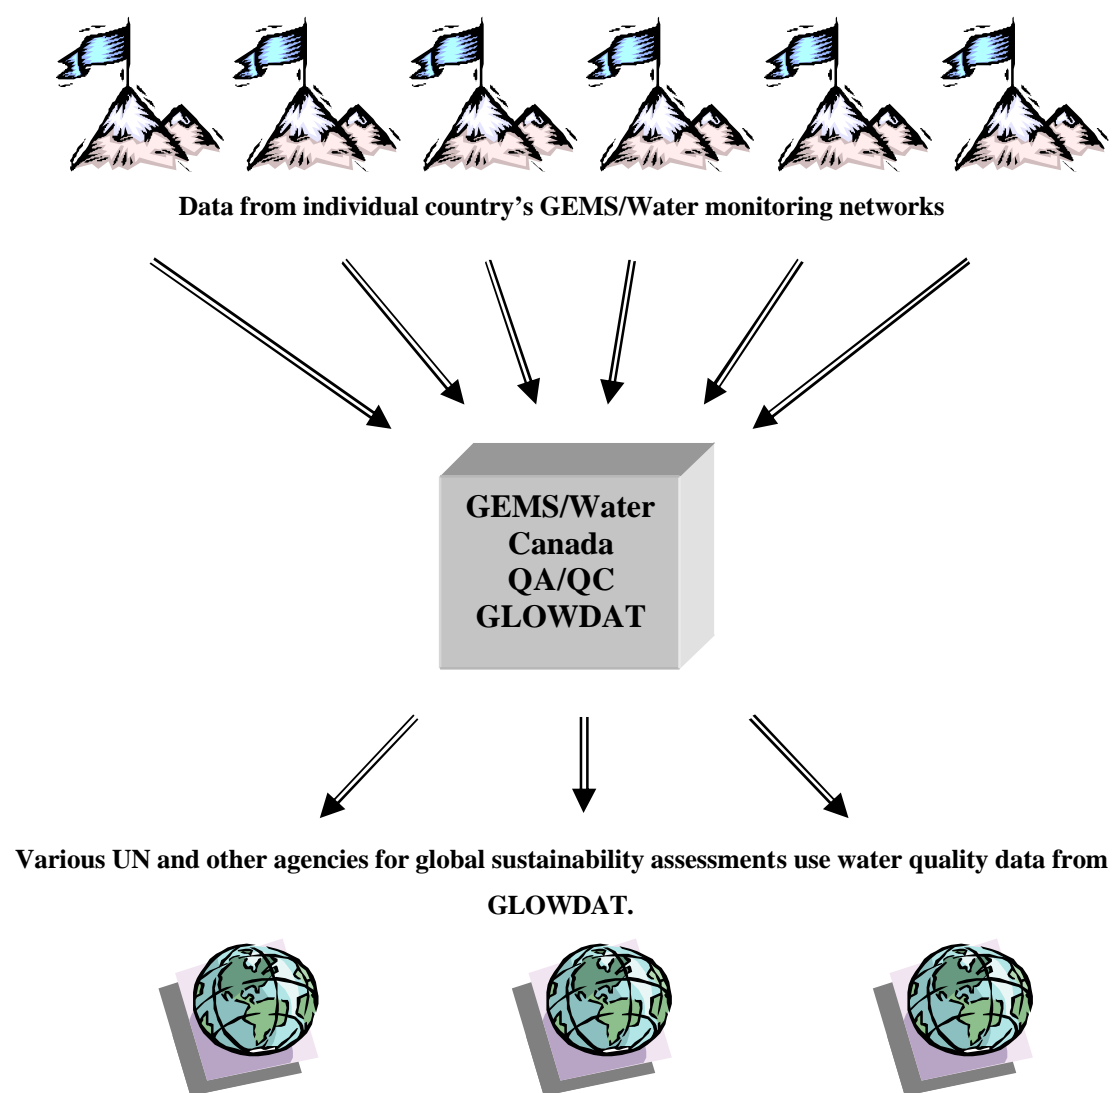 Data from individual country’s GEMS/Water monitoring networks
GEMS/Water
Canada
QA/QC
GLOWDAT
Various UN and other agencies for global sustainability assessments use water quality data from
GLOWDAT.